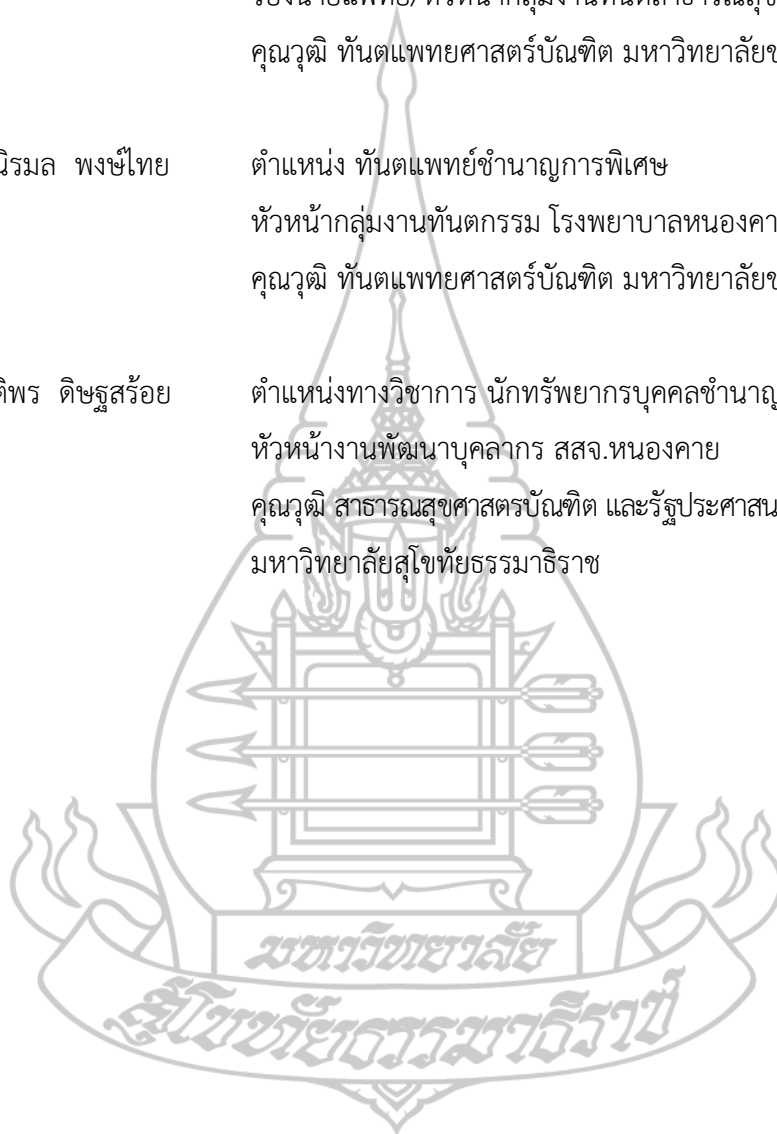 คุณวุฒิ ทันตแพทยศาสตร์บัณฑิต มหาวิทยาลัย
พงษ์ไทย ตำแหน่ง ทันตแพทย์ชำนาญการพิเศษ
หัวหน้ากลุ่มงานทันตกรรม โรงพยาบาลหนองคา
คุณวุฒิ ทันตแพทยศาสตร์บัณฑิต มหาวิทยาลัย
ติพร ดิษฐสร้อย ตำแหน่งทางวิชาการ นักทรัพยากรบุคคลชำนาญ
หัวหน้างานพัฒนาบุคลากร สสจ.หนองคาย
คุณวุฒิ สาธารณสุขศาสตรบัณฑิต และรัฐประศาสน
มหาวิทยาลัยสุโขทัยธรรมาธิราช
มหาวิทยาลัย
สุโขทัยธรรมาธิราช